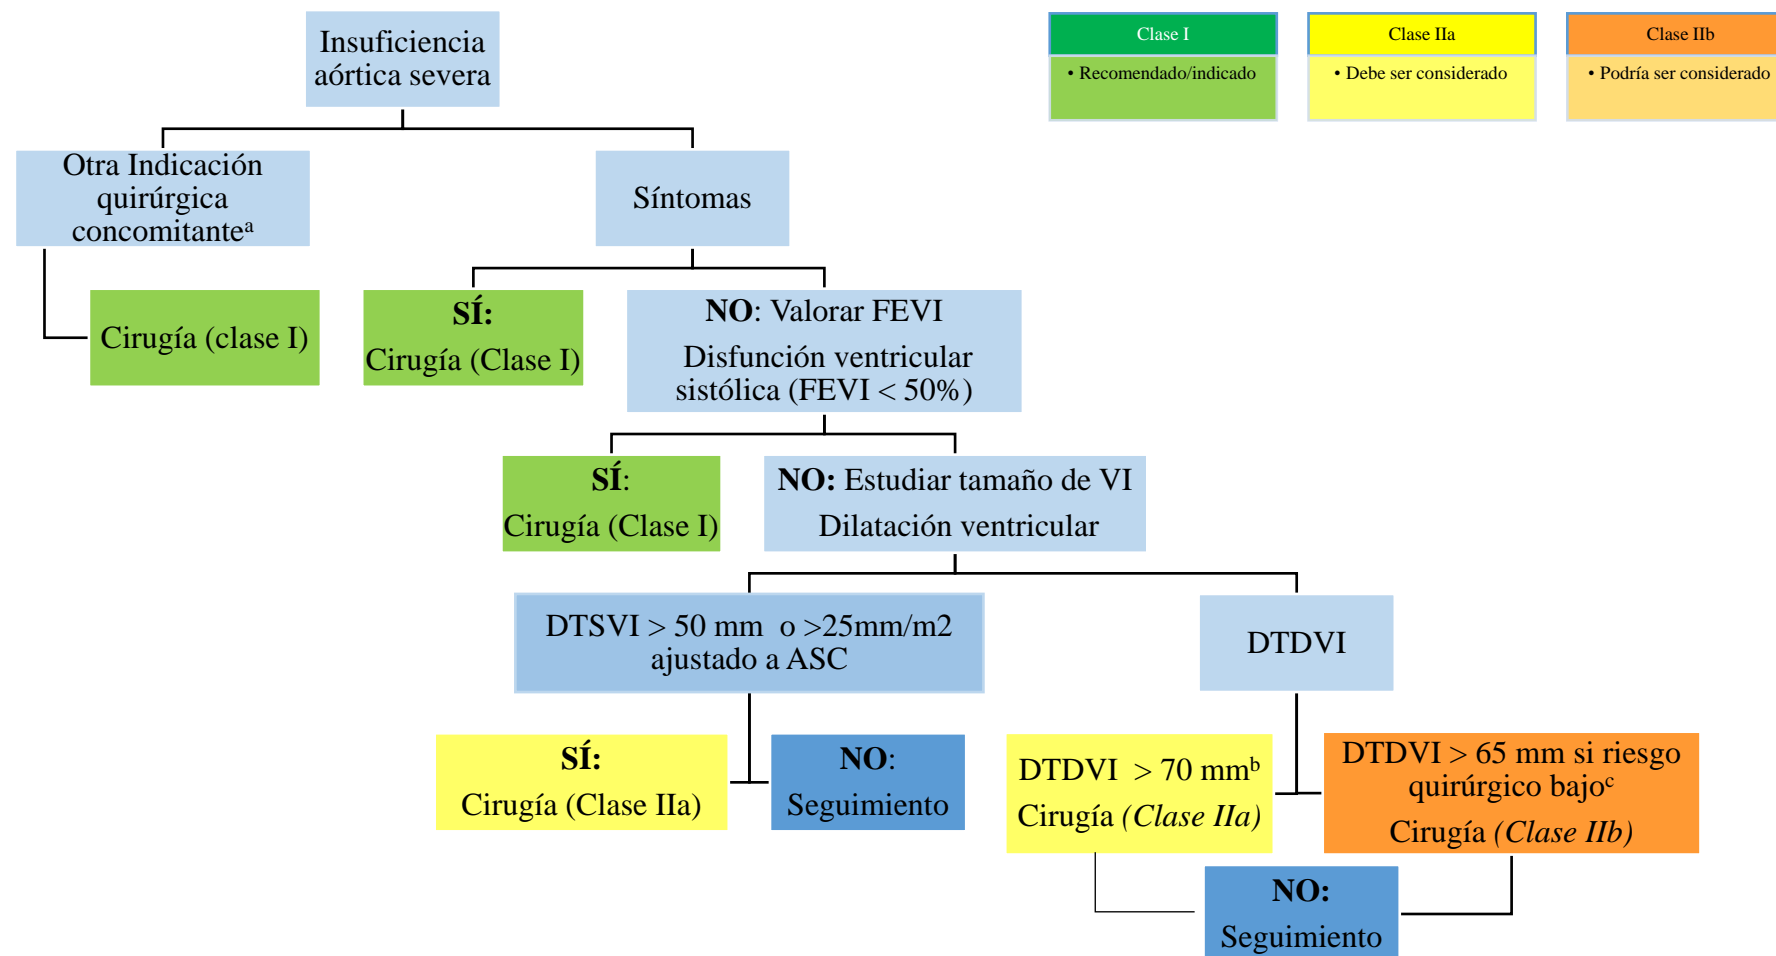 Insuficiencia
aórtica severa
Clase I
• Recomendado/indicado
Clase IIa
• Debe ser considerado
Clase IIb
• Podría ser considerado
Otra Indicación
quirúrgica
concomitanteᵃ
Síntomas
Cirugía (clase I)
SÍ:
Cirugía (Clase I)
NO: Valorar FEVI
Disfunción ventricular
sistólica (FEVI < 50%)
SÍ:
Cirugía (Clase I)
NO: Estudiar tamaño de VI
Dilatación ventricular
DTSVI > 50 mm o >25mm/m2
ajustado a ASC
DTDVI
SÍ:
Cirugía (Clase IIa)
NO:
Seguimiento
DTDVI > 70 mmᵇ
Cirugía (Clase IIa)
DTDVI > 65 mm si riesgo
quirúrgico bajoᶜ
Cirugía (Clase IIb)
NO:
Seguimiento